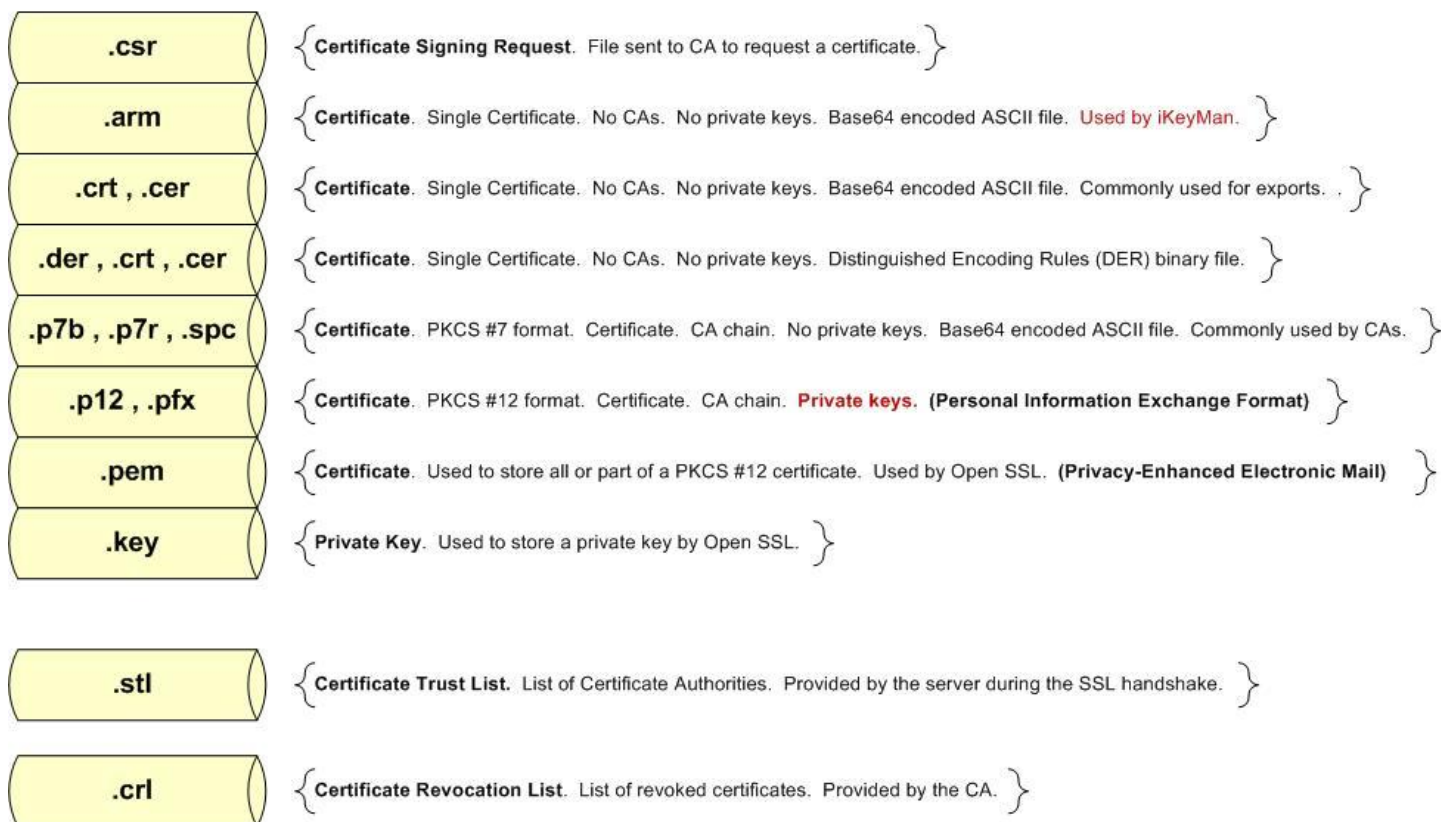 .csr
Certificate Signing Request. File sent to CA to request a certificate.
.arm
Certificate. Single Certificate. No CAs. No private keys. Base64 encoded ASCII file. Used by iKeyMan.
.crt , .cer
Certificate. Single Certificate. No CAs. No private keys. Base64 encoded ASCII file. Commonly used for exports. .
.der , .crt , .cer
Certificate. Single Certificate. No CAs. No private keys. Distinguished Encoding Rules (DER) binary file.
.p7b , .p7r , .spc
Certificate. PKCS #7 format. Certificate. CA chain. No private keys. Base64 encoded ASCII file. Commonly used by CAs.
.p12 , .pfx
Certificate. PKCS #12 format. Certificate. CA chain. Private keys. (Personal Information Exchange Format)
.pem
Certificate. Used to store all or part of a PKCS #12 certificate. Used by Open SSL. (Privacy-Enhanced Electronic Mail)
.key
Private Key. Used to store a private key by Open SSL.
.stl
Certificate Trust List. List of Certificate Authorities. Provided by the server during the SSL handshake.
.crl
Certificate Revocation List. List of revoked certificates. Provided by the CA.